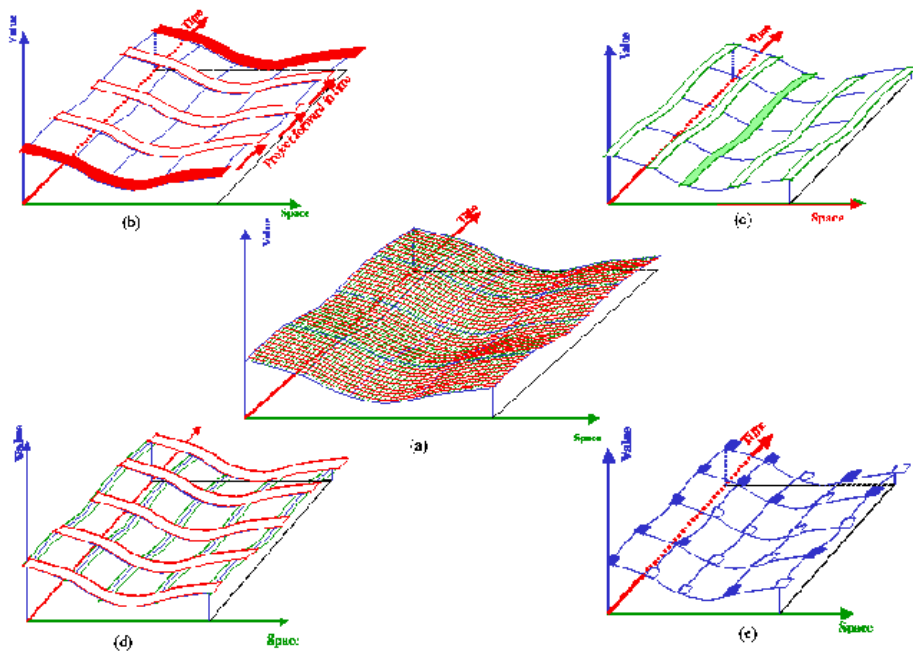 Value
Time
Project forward in time
Space
(b)
Value
Time
Space
(c)
Value
Time
Space
(a)
Value
Space
(d)
Value
Time
Space
(e)